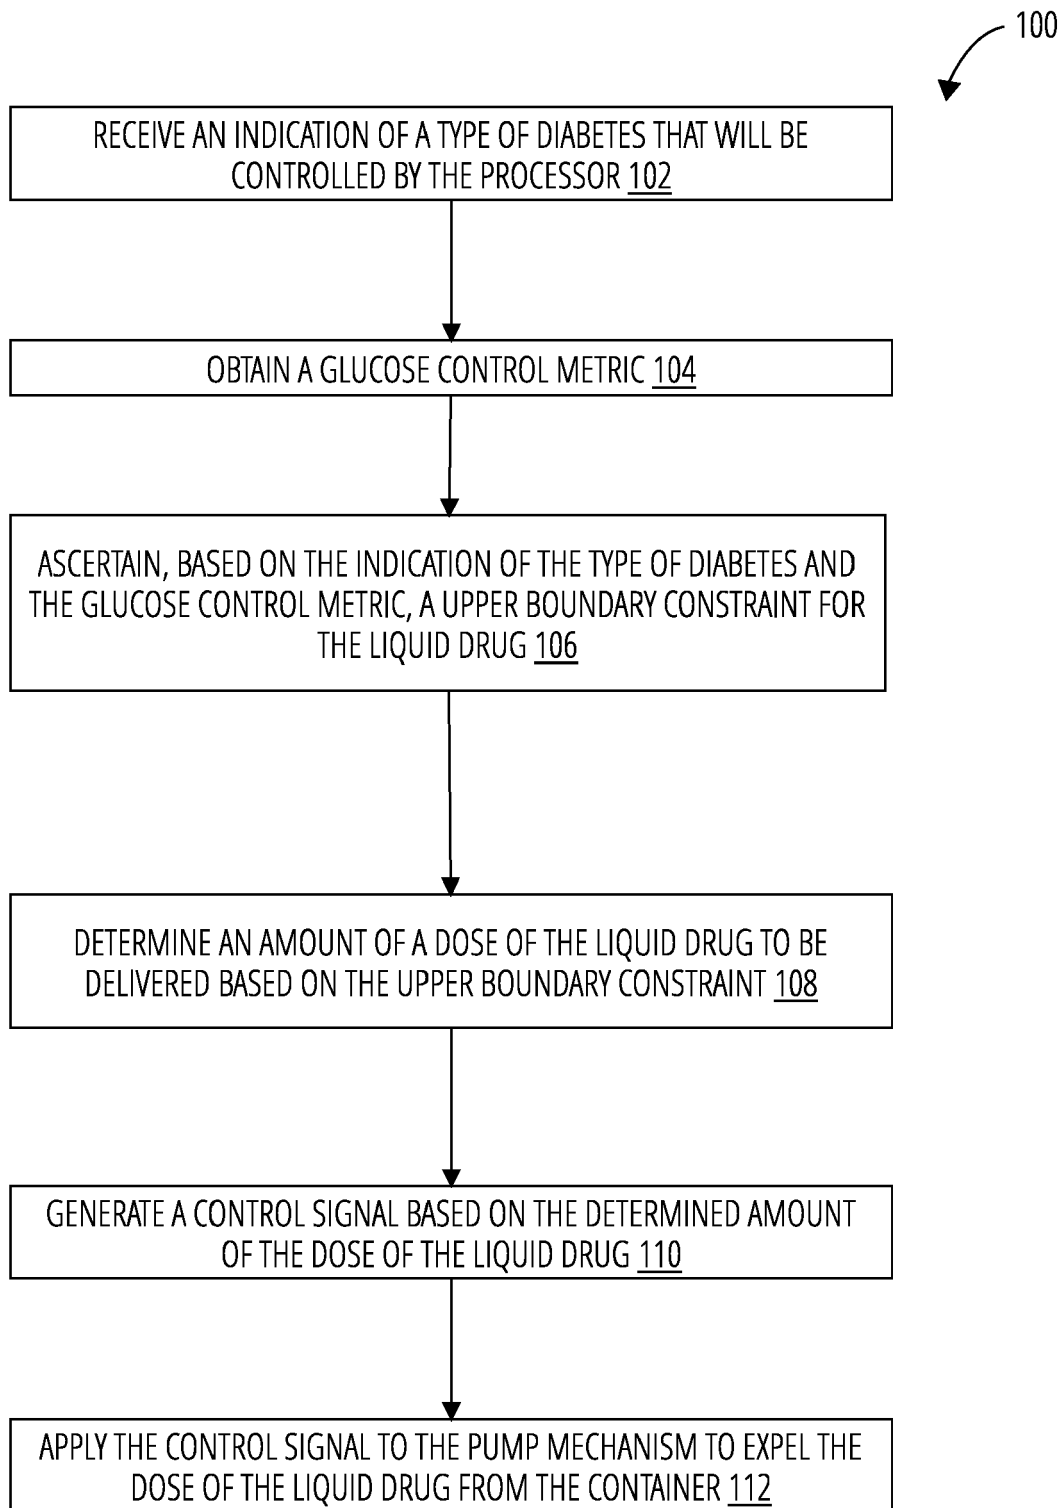 100
RECEIVE AN INDICATION OF A TYPE OF DIABETES THAT WILL BE
CONTROLLED BY THE PROCESSOR 102
OBTAIN A GLUCOSE CONTROL METRIC 104
ASCERTAIN, BASED ON THE INDICATION OF THE TYPE OF DIABETES AND
THE GLUCOSE CONTROL METRIC, A UPPER BOUNDARY CONSTRAINT FOR
THE LIQUID DRUG 106
DETERMINE AN AMOUNT OF A DOSE OF THE LIQUID DRUG TO BE
DELIVERED BASED ON THE UPPER BOUNDARY CONSTRAINT 108
GENERATE A CONTROL SIGNAL BASED ON THE DETERMINED AMOUNT
OF THE DOSE OF THE LIQUID DRUG 110
APPLY THE CONTROL SIGNAL TO THE PUMP MECHANISM TO EXPEL THE
DOSE OF THE LIQUID DRUG FROM THE CONTAINER 112